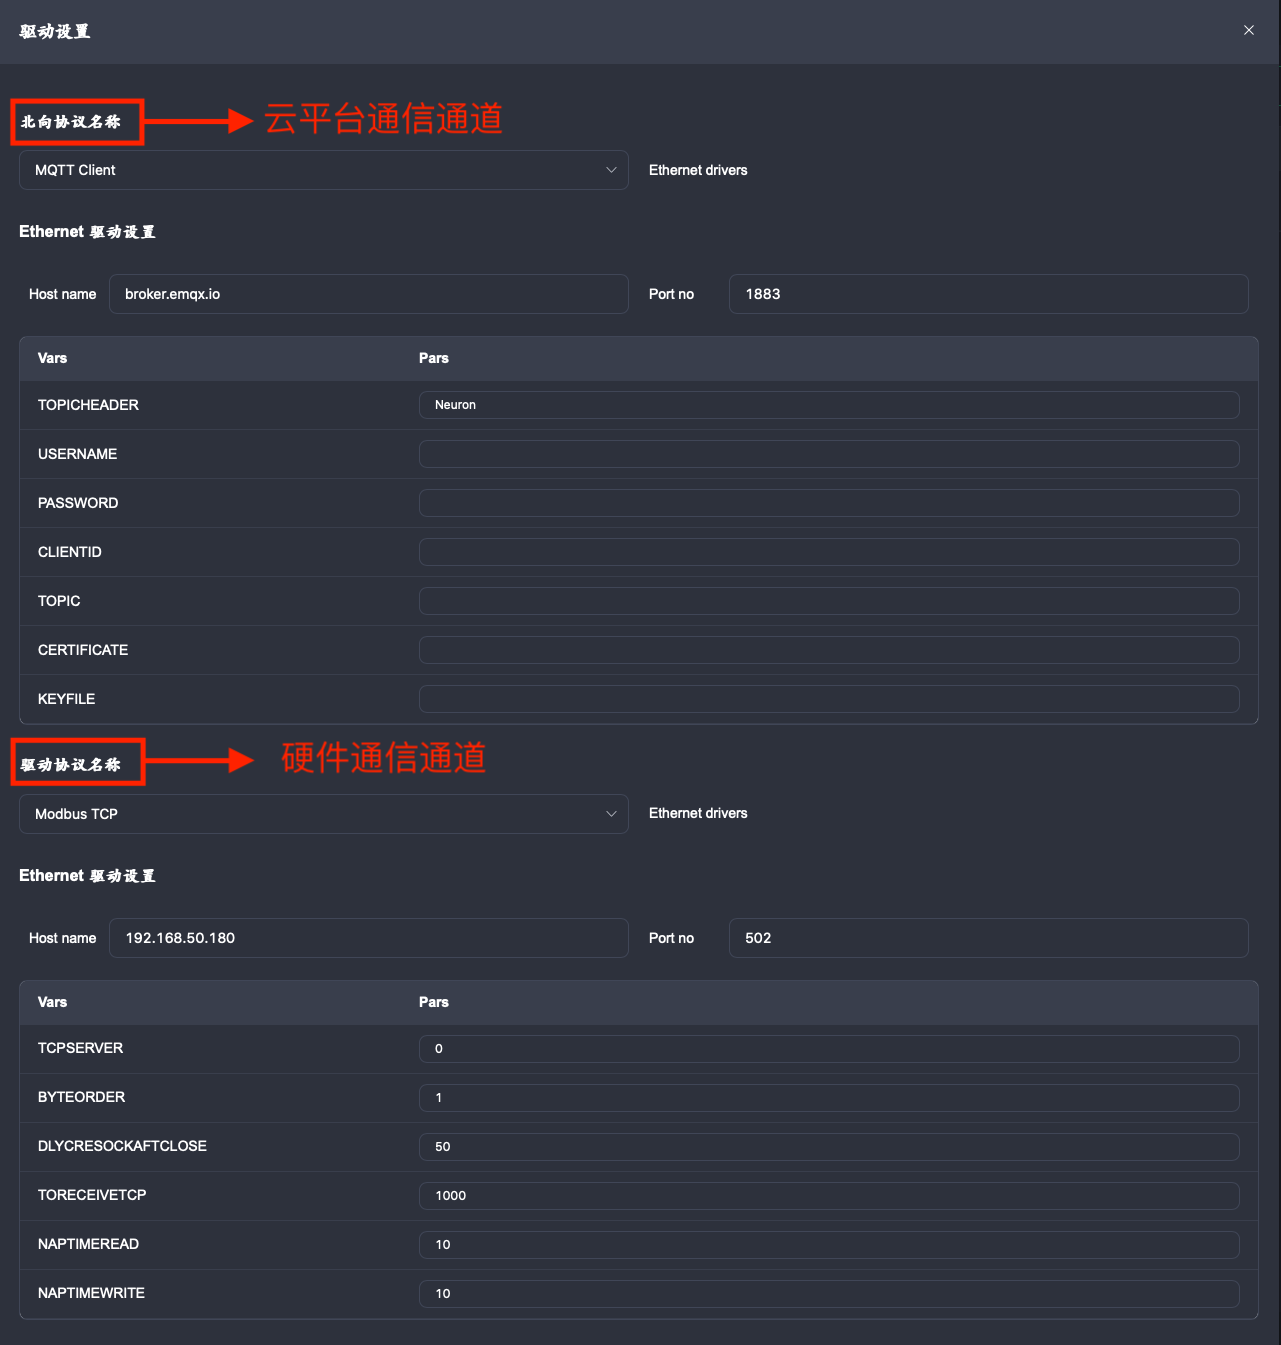 驱动设置
北向协议名称 云平台通信通道
MQTT Client Ethernet drivers
Ethernet 驱动设置
Host name broker.emqx.io Port no 1883
Vars Pars
TOPICHEADER Neuron
USERNAME
PASSWORD
CLIENTID
TOPIC
CERTIFICATE
KEYFILE
驱动协议名称 硬件通信通道
Modbus TCP Ethernet drivers
Ethernet 驱动设置
Host name 192.168.50.180 Port no 502
Vars Pars
TCPSERVER 0
BYTEORDER 1
DLYCRESOCKAFTCLOSE 50
TORECEIVETCP 1000
NAPTIMEREAD 10
NAPTIMEWRITE 10